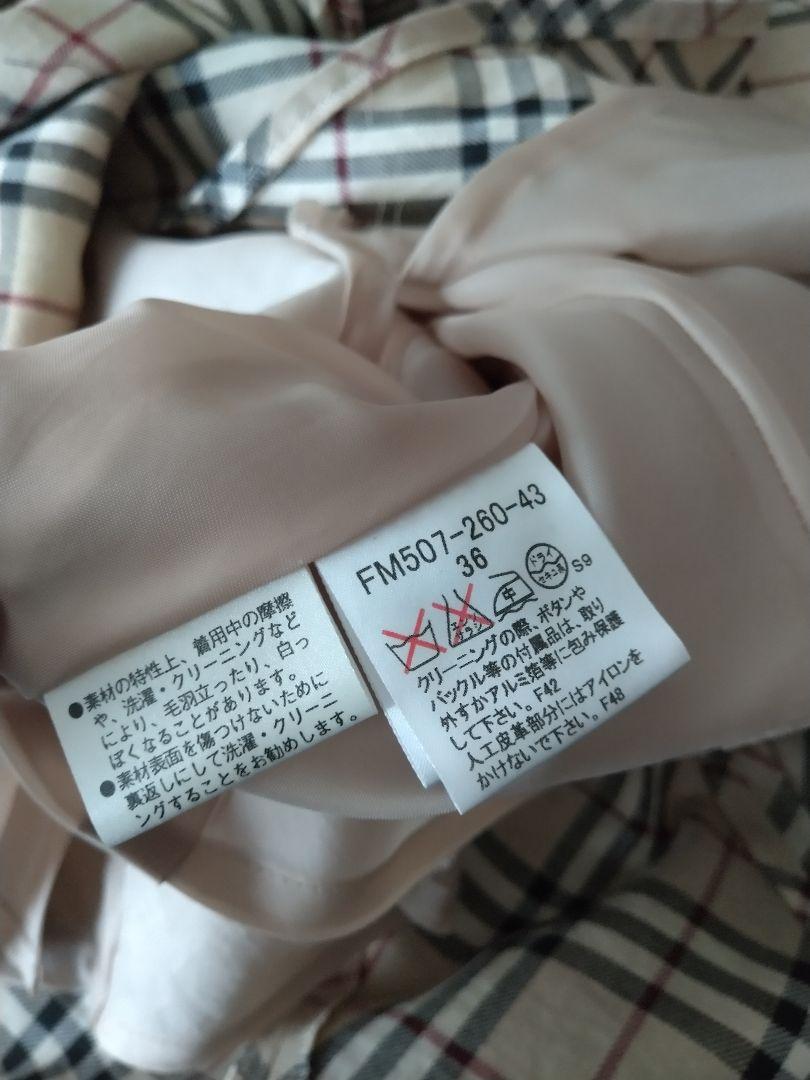 ●素材の特性上、着用中の摩擦
や、洗濯・クリーニングなど
により、毛羽立ったり、白っ
ぽくなることがあります。
●素材表面を傷つけないために
裏返しにして洗濯・クリーニ
ングすることをお勧めします。
FM507-260-43
36
エンソ
中
ドライ
セキユ系
S9
クリーニングの際、ボタンや
バックル等の付属品は、取り
外すかアルミ箔等に包み保護
して下さい。F42
人工皮革部分にはアイロンを
かけないで下さい。F48